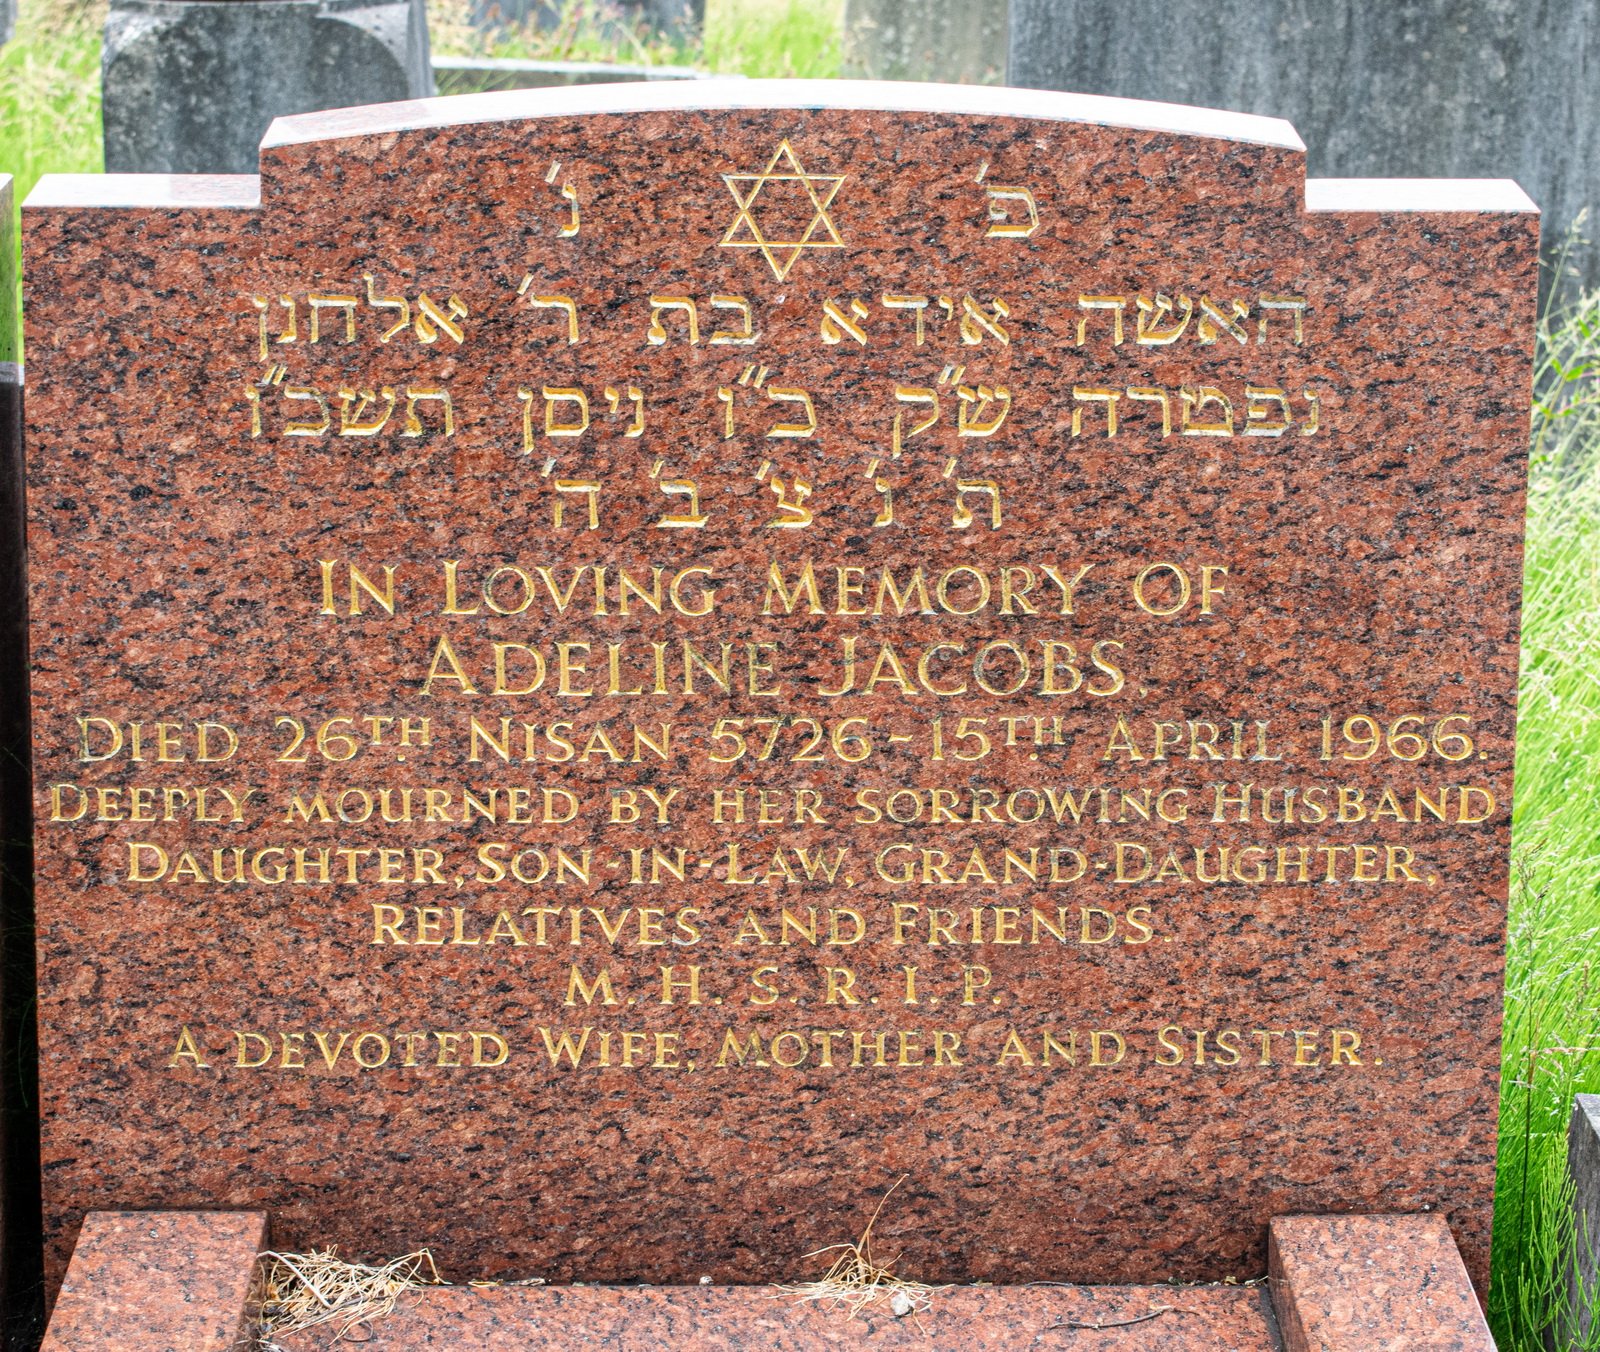 פ' נ'
האשה אידא בת ר' אלחנן
נפטרה ש"ק כ"ו ניסן תשכ"ו
ת' נ' צ' ב' ה'
IN LOVING MEMORY OF
ADELINE JACOBS,
DIED 26TH. NISAN 5726 - 15TH. APRIL 1966.
DEEPLY MOURNED BY HER SORROWING HUSBAND
DAUGHTER, SON-IN-LAW, GRAND-DAUGHTER,
RELATIVES AND FRIENDS.
M. H. S. R. I. P.
A DEVOTED WIFE, MOTHER AND SISTER.